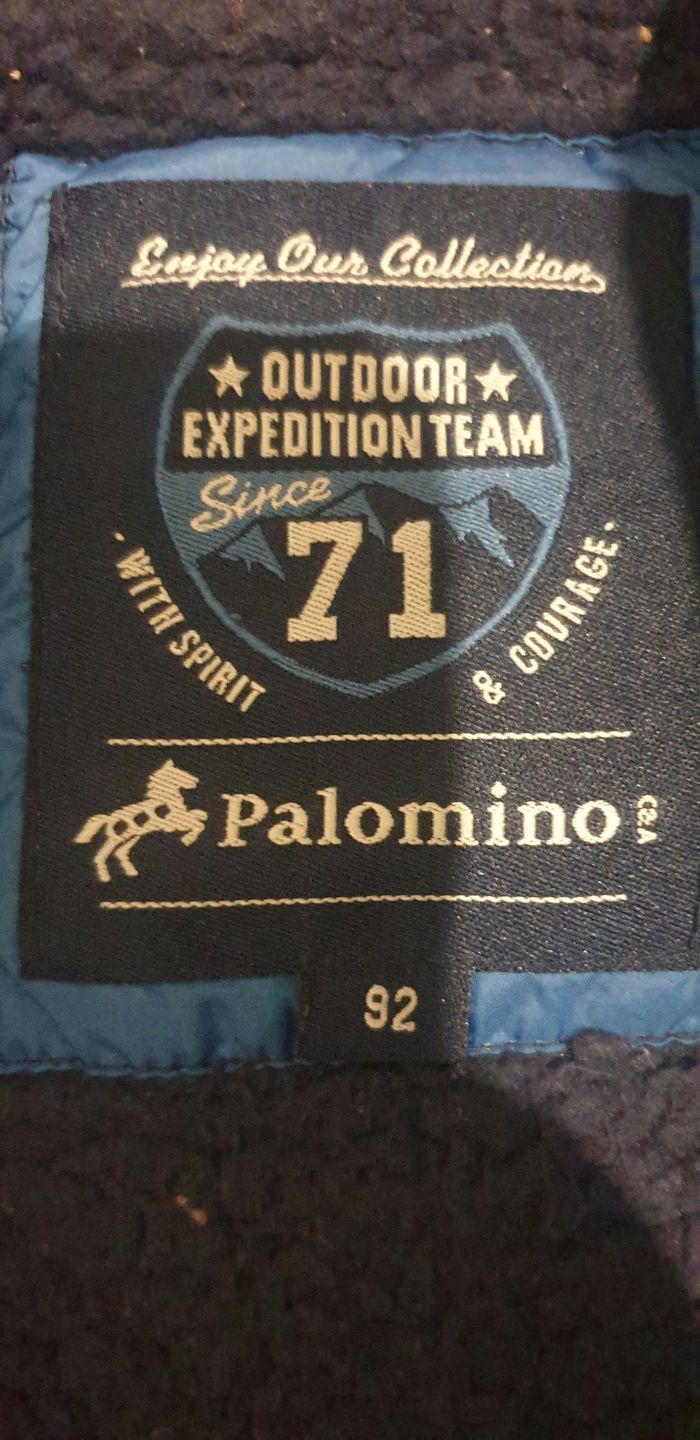 Enjoy Our Collection
OUTDOOR
EXPEDITION TEAM
Since
71
· WITH SPIRIT
& COURAGE ·
Palomino
C&A
92